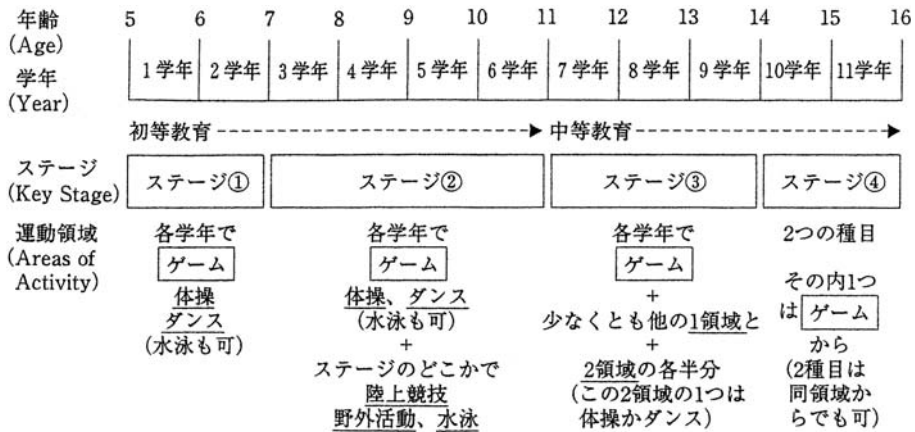 年齢 5 6 7 8 9 10 11 12 13 14 15 16
(Age)
学年 1学年 2学年 3学年 4学年 5学年 6学年 7学年 8学年 9学年 10学年 11学年
(Year)
初等教育 中等教育
ステージ ステージ① ステージ② ステージ③ ステージ④
(Key Stage)
運動領域
(Areas of
Activity)
各学年で
ゲーム
体操
ダンス
(水泳も可)
各学年で
ゲーム
体操、ダンス
(水泳も可)
+
ステージのどこかで
陸上競技
野外活動、水泳
各学年で
ゲーム
+
少なくとも他の1領域と
+
2領域の各半分
(この2領域の1つは
体操かダンス)
2つの種目
その内1つ
はゲーム
から
(2種目は
同領域か
らでも可)